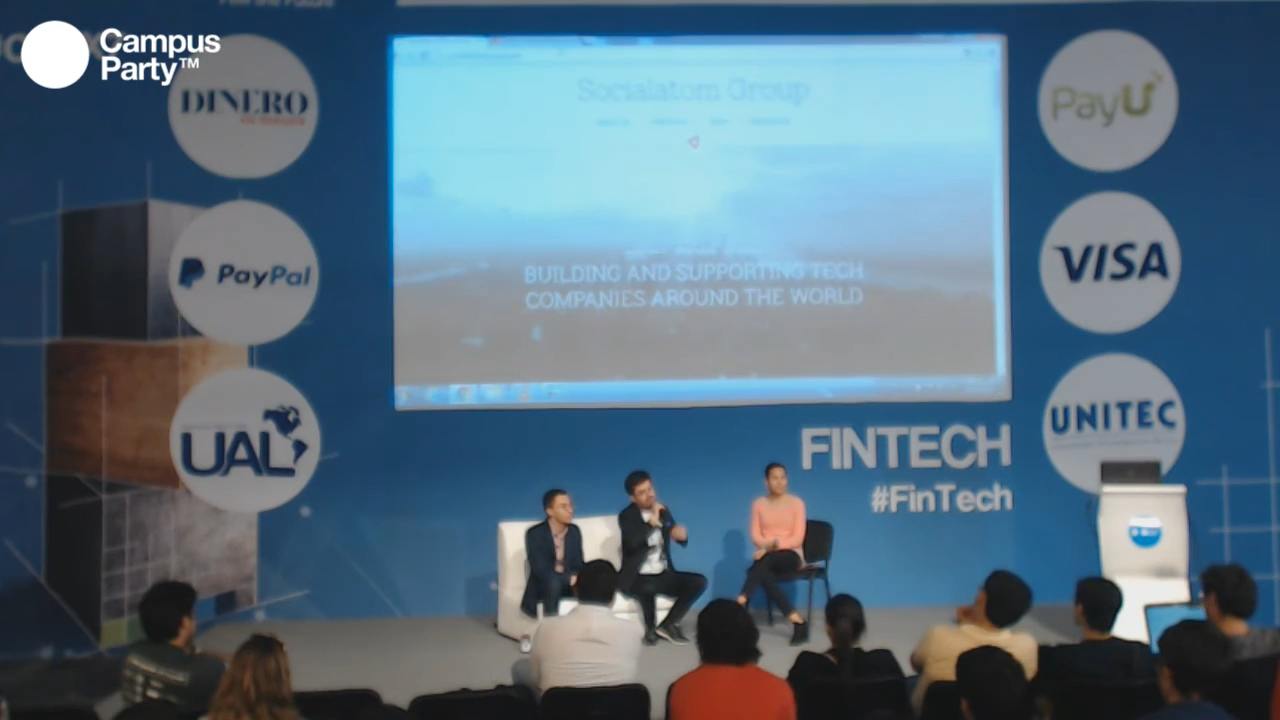 Campus
Party™
DINERO
PayPal
UAL
Socialatom Group
BUILDING AND SUPPORTING TECH
COMPANIES AROUND THE WORLD
PayU
VISA
UNITEC
FINTECH
#FinTech